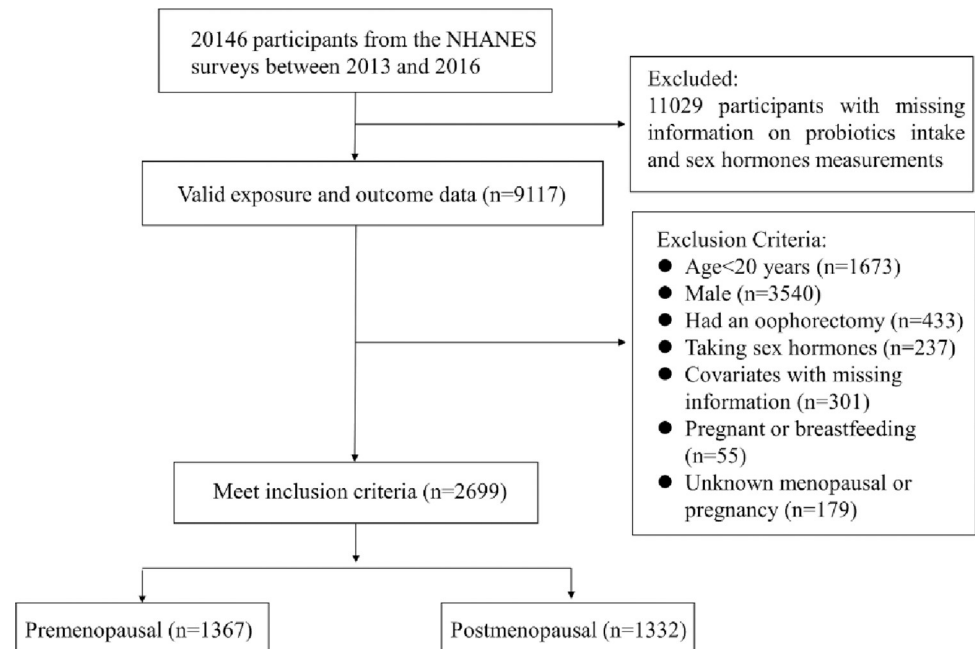 20146 participants from the NHANES
surveys between 2013 and 2016
Excluded:
11029 participants with missing
information on probiotics intake
and sex hormones measurements
Valid exposure and outcome data (n=9117)
Exclusion Criteria:
● Age<20 years (n=1673)
● Male (n=3540)
● Had an oophorectomy (n=433)
● Taking sex hormones (n=237)
● Covariates with missing
information (n=301)
● Pregnant or breastfeeding
(n=55)
● Unknown menopausal or
pregnancy (n=179)
Meet inclusion criteria (n=2699)
Premenopausal (n=1367)
Postmenopausal (n=1332)